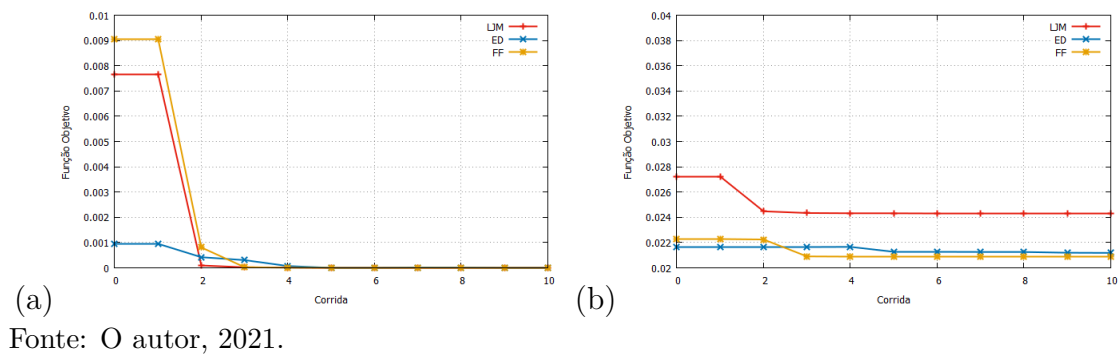 0.01
0.009
0.008
0.007
0.006
0.005
0.004
0.003
0.002
0.001
0
Função Objetivo
0 2 4 6 8 10
Corrida
LJM
ED
FF
(a)
0.04
0.038
0.036
0.034
0.032
0.03
0.028
0.026
0.024
0.022
0.02
Função Objetivo
0 2 4 6 8 10
Corrida
LJM
ED
FF
(b)
Fonte: O autor, 2021.